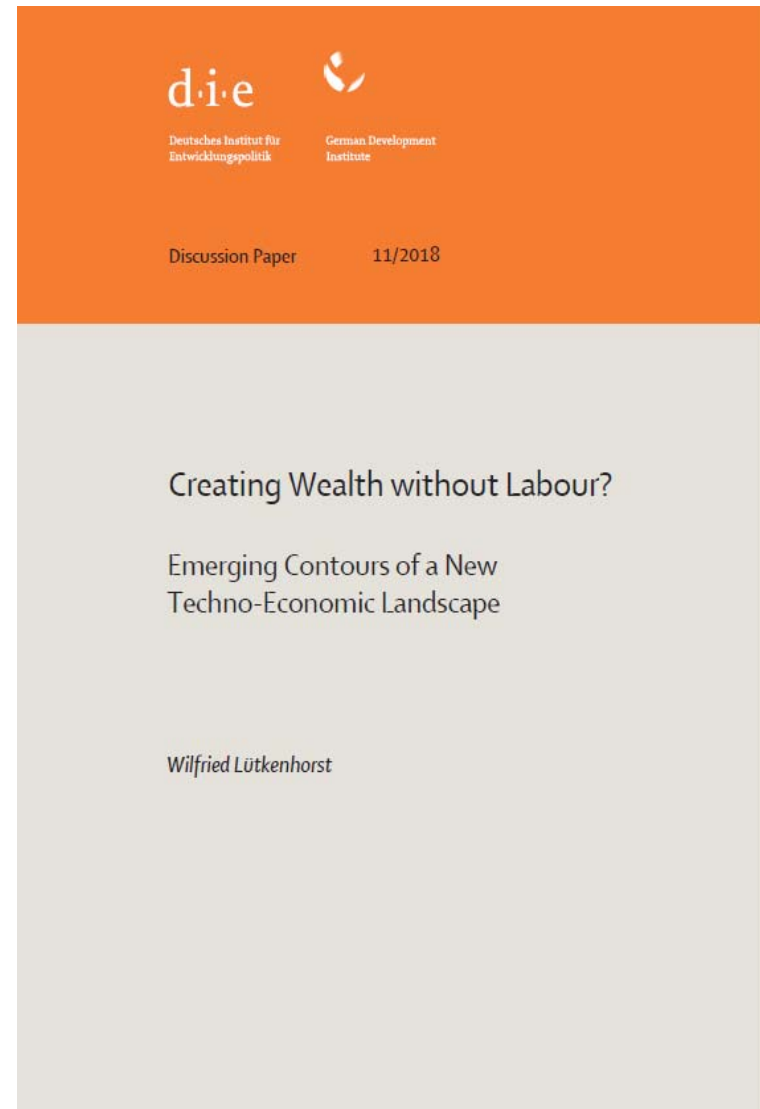 d·i·e
Deutsches Institut für
Entwicklungspolitik
German Development
Institute
Discussion Paper 11/2018
Creating Wealth without Labour?
Emerging Contours of a New
Techno-Economic Landscape
Wilfried Lütkenhorst